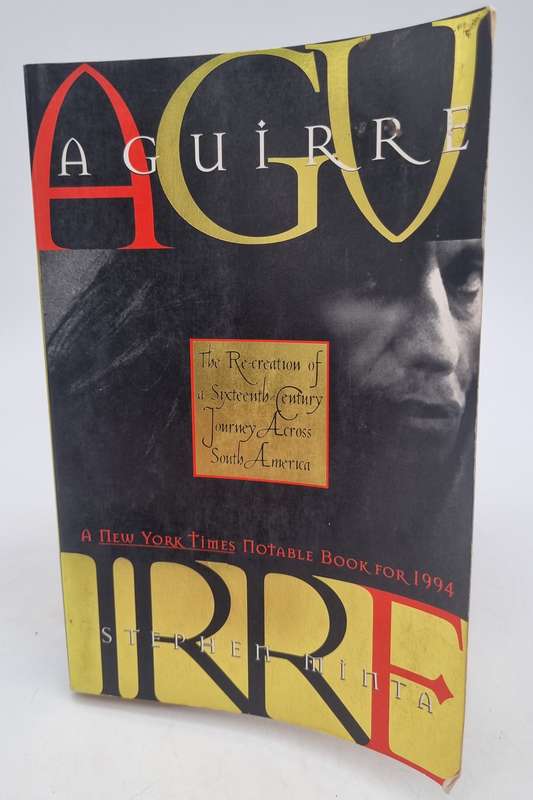 AGU
AGUIRRE
The Re-creation of
a Sixteenth-Century
Journey Across
South America
A New York Times Notable Book for 1994
IRRE
STEPHEN MINTA